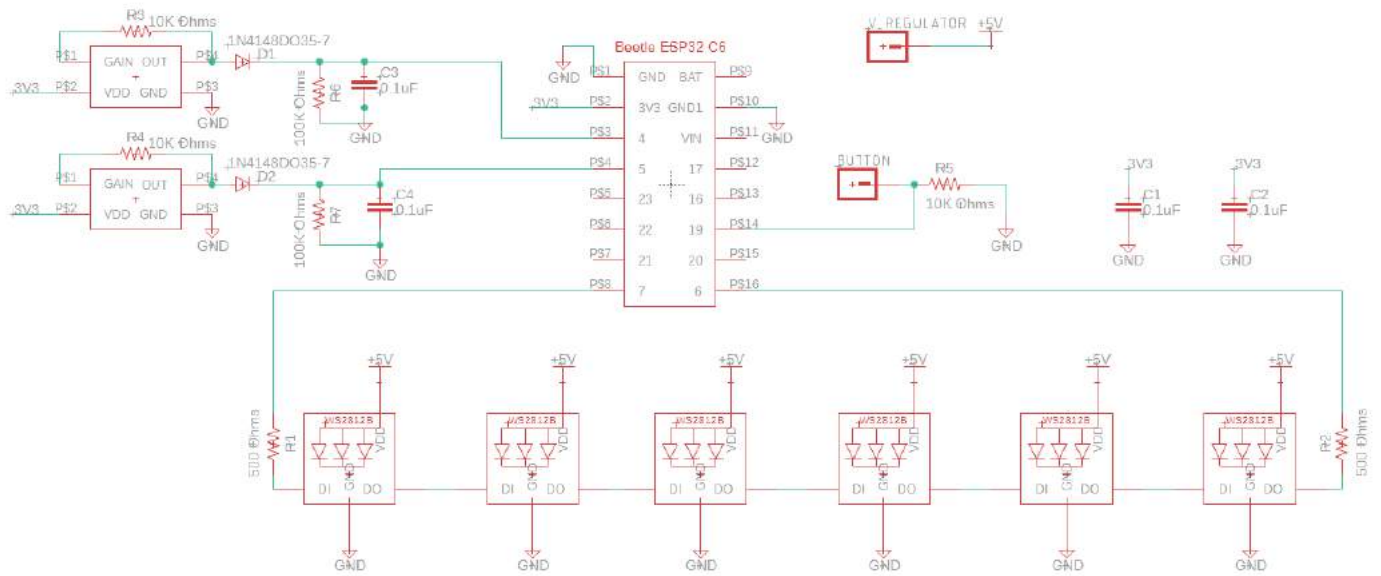 R3
10K Ohms
P$1 GAIN OUT P$4
3V3 P$2 VDD GND P$3
GND
1N4148DO35-7
D1
100K Ohms
R6
C3
0.1uF
GND
R4
10K Ohms
P$1 GAIN OUT P$4
3V3 P$2 VDD GND P$3
GND
1N4148DO35-7
D2
100K Ohms
R7
C4
0.1uF
GND
Beetle ESP32 C6
GND
P$1 GND BAT P$9
3V3 P$2 3V3 GND1 P$10
GND
P$3 4 VIN P$11
P$4 5 17 P$12
P$5 23 16 P$13
P$6 22 19 P$14
P$7 21 20 P$15
P$8 7 6 P$16
V_REGULATOR +5V
BUTTON
R5
10K Ohms
GND
3V3
C1
0.1uF
GND
3V3
C2
0.1uF
GND
500 Ohms
R1
+5V
WS2812B
VDD
GND
DI DO
GND
+5V
WS2812B
VDD
GND
DI DO
GND
+5V
WS2812B
VDD
GND
DI DO
GND
+5V
WS2812B
VDD
GND
DI DO
GND
+5V
WS2812B
VDD
GND
DI DO
GND
+5V
WS2812B
VDD
GND
DI DO
GND
R2
500 Ohms